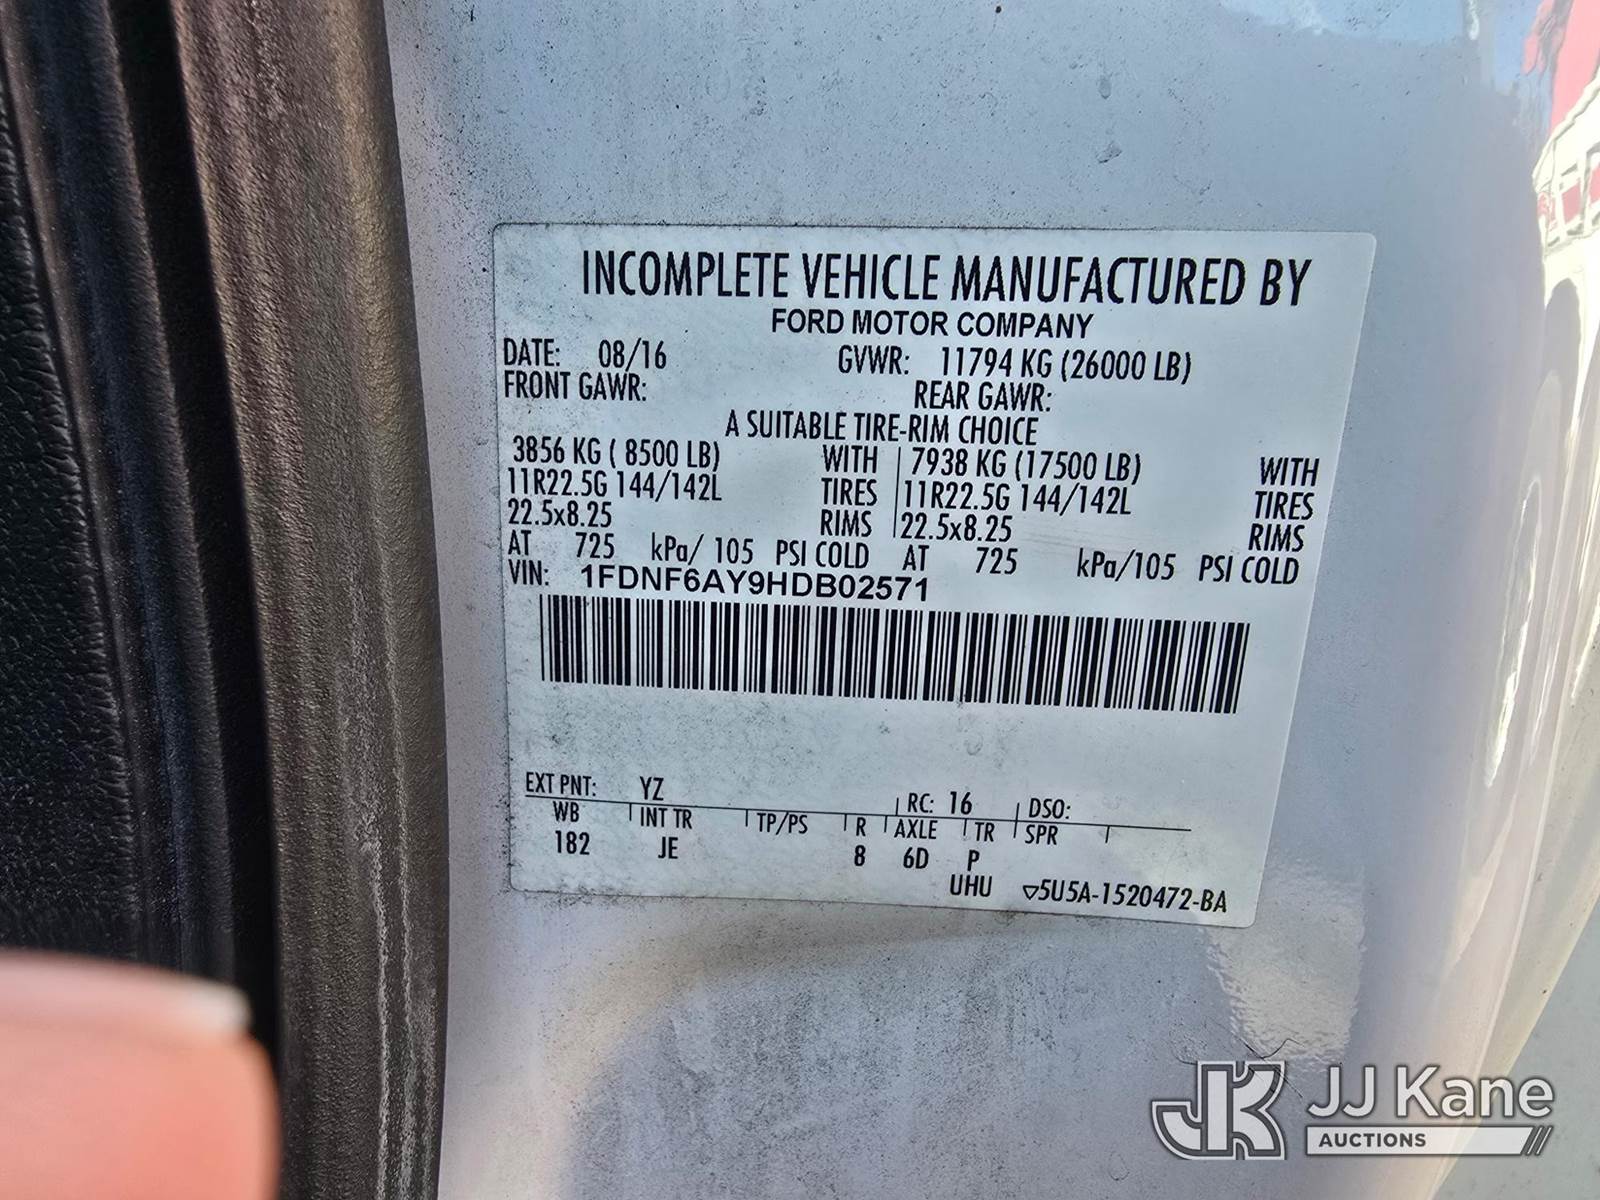 INCOMPLETE VEHICLE MANUFACTURED BY
FORD MOTOR COMPANY
DATE: 08/16 GVWR: 11794 KG (26000 LB)
FRONT GAWR: REAR GAWR:
A SUITABLE TIRE-RIM CHOICE
3856 KG ( 8500 LB) WITH 7938 KG (17500 LB) WITH
11R22.5G 144/142L TIRES 11R22.5G 144/142L TIRES
22.5x8.25 RIMS 22.5x8.25 RIMS
AT 725 kPa/ 105 PSI COLD AT 725 kPa/105 PSI COLD
VIN: 1FDNF6AY9HDB02571
EXT PNT: YZ RC: 16 DSO:
WB INT TR TP/PS R AXLE TR SPR
182 JE 8 6D P
UHU ▽5U5A-1520472-BA
JK JJ Kane
AUCTIONS